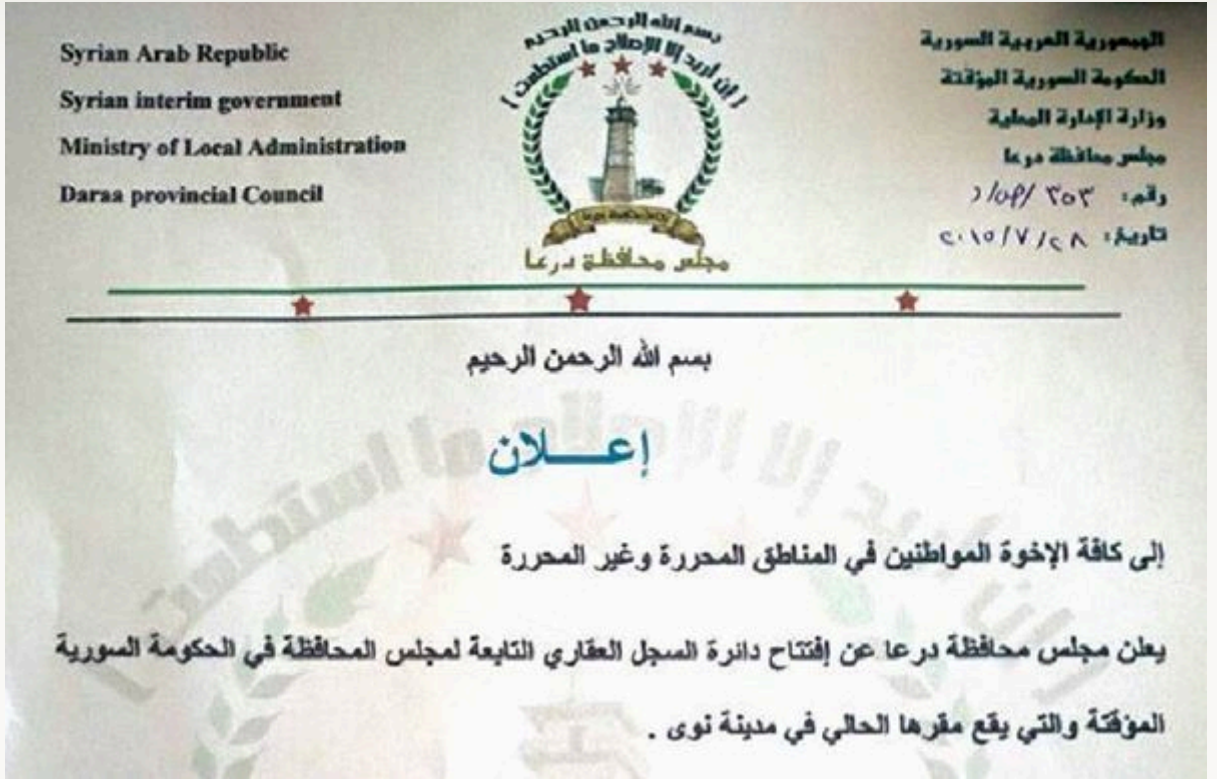 Syrian Arab Republic
Syrian interim government
Ministry of Local Administration
Daraa provincial Council
بسم الله الرحمن الرحيم
[ إن أريد إلا الإصلاح ما استطعت ]
مجلس محافظة درعا
الجمهورية العربية السورية
الحكومة السورية المؤقتة
وزارة الإدارة المحلية
مجلس محافظة درعا
رقم: ٣٥٣
تاريخ: ٢٠١٥/٧/٢٨
بسم الله الرحمن الرحيم
إعـــلان
إلى كافة الإخوة المواطنين في المناطق المحررة وغير المحررة
يعلن مجلس محافظة درعا عن إفتتاح دائرة السجل العقاري التابعة لمجلس المحافظة في الحكومة السورية
المؤقتة والتي يقع مقرها الحالي في مدينة نوى .